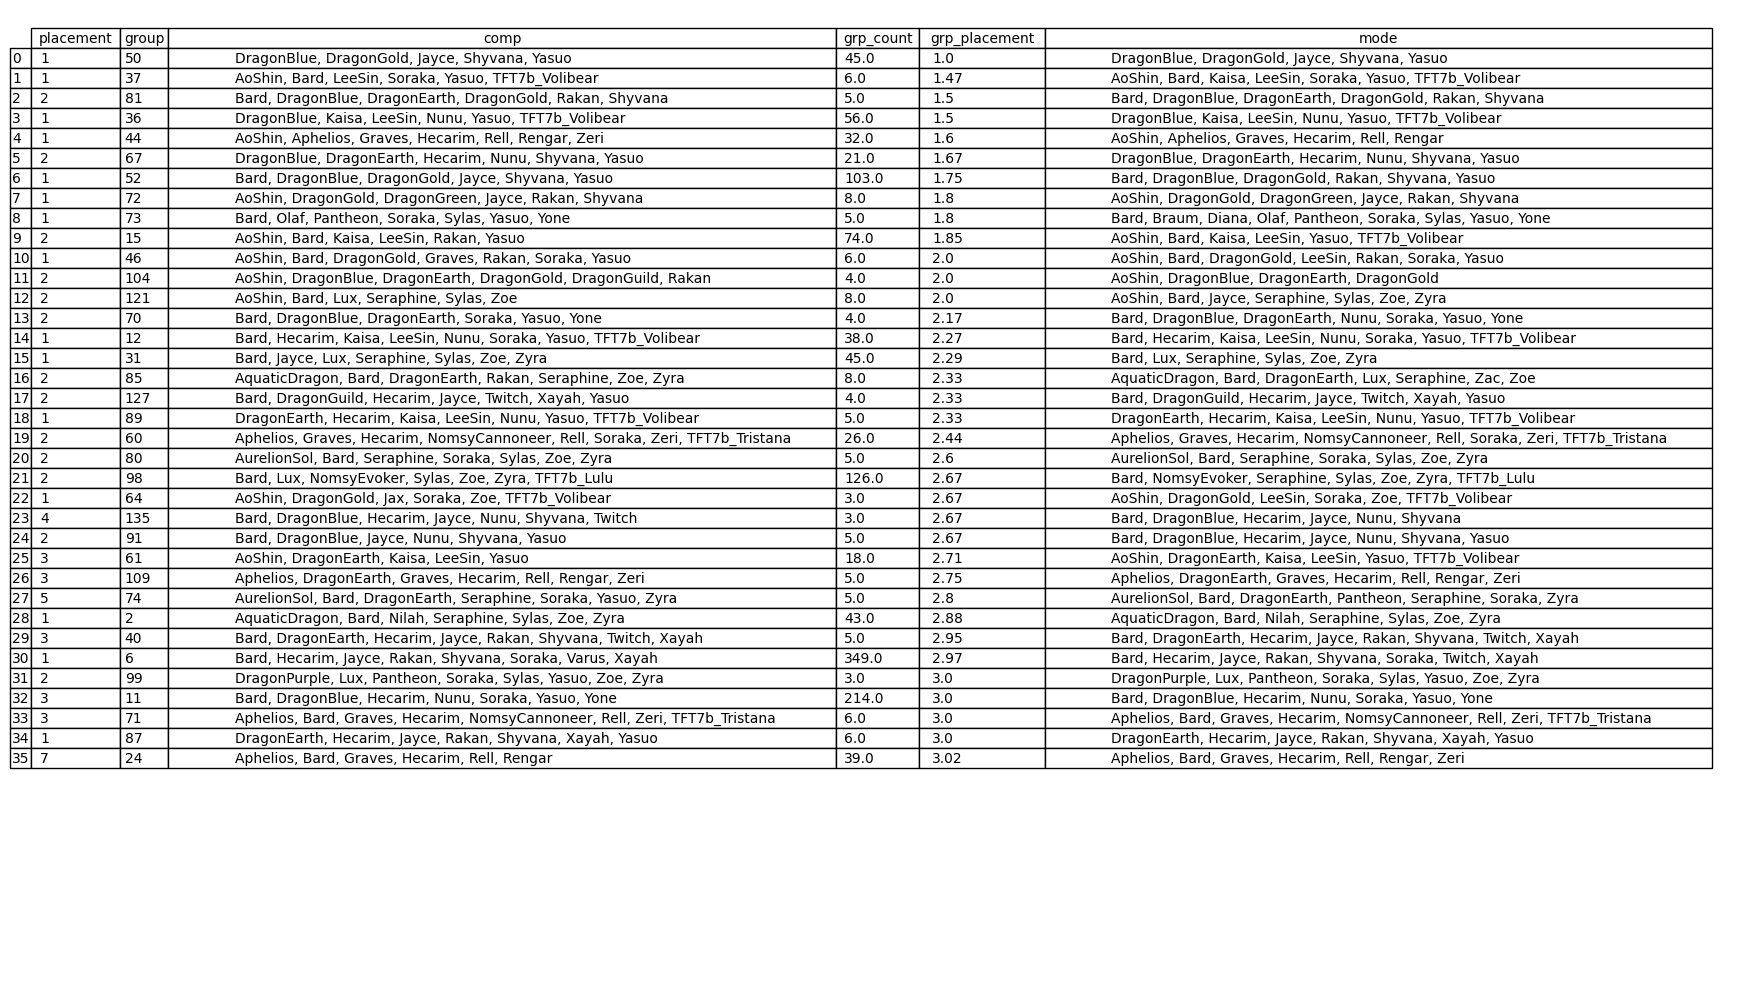 placement group comp grp_count grp_placement mode
0 1 50 DragonBlue, DragonGold, Jayce, Shyvana, Yasuo 45.0 1.0 DragonBlue, DragonGold, Jayce, Shyvana, Yasuo
1 1 37 AoShin, Bard, LeeSin, Soraka, Yasuo, TFT7b_Volibear 6.0 1.47 AoShin, Bard, Kaisa, LeeSin, Soraka, Yasuo, TFT7b_Volibear
2 2 81 Bard, DragonBlue, DragonEarth, DragonGold, Rakan, Shyvana 5.0 1.5 Bard, DragonBlue, DragonEarth, DragonGold, Rakan, Shyvana
3 1 36 DragonBlue, Kaisa, LeeSin, Nunu, Yasuo, TFT7b_Volibear 56.0 1.5 DragonBlue, Kaisa, LeeSin, Nunu, Yasuo, TFT7b_Volibear
4 1 44 AoShin, Aphelios, Graves, Hecarim, Rell, Rengar, Zeri 32.0 1.6 AoShin, Aphelios, Graves, Hecarim, Rell, Rengar
5 2 67 DragonBlue, DragonEarth, Hecarim, Nunu, Shyvana, Yasuo 21.0 1.67 DragonBlue, DragonEarth, Hecarim, Nunu, Shyvana, Yasuo
6 1 52 Bard, DragonBlue, DragonGold, Jayce, Shyvana, Yasuo 103.0 1.75 Bard, DragonBlue, DragonGold, Rakan, Shyvana, Yasuo
7 1 72 AoShin, DragonGold, DragonGreen, Jayce, Rakan, Shyvana 8.0 1.8 AoShin, DragonGold, DragonGreen, Jayce, Rakan, Shyvana
8 1 73 Bard, Olaf, Pantheon, Soraka, Sylas, Yasuo, Yone 5.0 1.8 Bard, Braum, Diana, Olaf, Pantheon, Soraka, Sylas, Yasuo, Yone
9 2 15 AoShin, Bard, Kaisa, LeeSin, Rakan, Yasuo 74.0 1.85 AoShin, Bard, Kaisa, LeeSin, Yasuo, TFT7b_Volibear
10 1 46 AoShin, Bard, DragonGold, Graves, Rakan, Soraka, Yasuo 6.0 2.0 AoShin, Bard, DragonGold, LeeSin, Rakan, Soraka, Yasuo
11 2 104 AoShin, DragonBlue, DragonEarth, DragonGold, DragonGuild, Rakan 4.0 2.0 AoShin, DragonBlue, DragonEarth, DragonGold
12 2 121 AoShin, Bard, Lux, Seraphine, Sylas, Zoe 8.0 2.0 AoShin, Bard, Jayce, Seraphine, Sylas, Zoe, Zyra
13 2 70 Bard, DragonBlue, DragonEarth, Soraka, Yasuo, Yone 4.0 2.17 Bard, DragonBlue, DragonEarth, Nunu, Soraka, Yasuo, Yone
14 1 12 Bard, Hecarim, Kaisa, LeeSin, Nunu, Soraka, Yasuo, TFT7b_Volibear 38.0 2.27 Bard, Hecarim, Kaisa, LeeSin, Nunu, Soraka, Yasuo, TFT7b_Volibear
15 1 31 Bard, Jayce, Lux, Seraphine, Sylas, Zoe, Zyra 45.0 2.29 Bard, Lux, Seraphine, Sylas, Zoe, Zyra
16 2 85 AquaticDragon, Bard, DragonEarth, Rakan, Seraphine, Zoe, Zyra 8.0 2.33 AquaticDragon, Bard, DragonEarth, Lux, Seraphine, Zac, Zoe
17 2 127 Bard, DragonGuild, Hecarim, Jayce, Twitch, Xayah, Yasuo 4.0 2.33 Bard, DragonGuild, Hecarim, Jayce, Twitch, Xayah, Yasuo
18 1 89 DragonEarth, Hecarim, Kaisa, LeeSin, Nunu, Yasuo, TFT7b_Volibear 5.0 2.33 DragonEarth, Hecarim, Kaisa, LeeSin, Nunu, Yasuo, TFT7b_Volibear
19 2 60 Aphelios, Graves, Hecarim, NomsyCannoneer, Rell, Soraka, Zeri, TFT7b_Tristana 26.0 2.44 Aphelios, Graves, Hecarim, NomsyCannoneer, Rell, Soraka, Zeri, TFT7b_Tristana
20 2 80 AurelionSol, Bard, Seraphine, Soraka, Sylas, Zoe, Zyra 5.0 2.6 AurelionSol, Bard, Seraphine, Soraka, Sylas, Zoe, Zyra
21 2 98 Bard, Lux, NomsyEvoker, Sylas, Zoe, Zyra, TFT7b_Lulu 126.0 2.67 Bard, NomsyEvoker, Seraphine, Sylas, Zoe, Zyra, TFT7b_Lulu
22 1 64 AoShin, DragonGold, Jax, Soraka, Zoe, TFT7b_Volibear 3.0 2.67 AoShin, DragonGold, LeeSin, Soraka, Zoe, TFT7b_Volibear
23 4 135 Bard, DragonBlue, Hecarim, Jayce, Nunu, Shyvana, Twitch 3.0 2.67 Bard, DragonBlue, Hecarim, Jayce, Nunu, Shyvana
24 2 91 Bard, DragonBlue, Jayce, Nunu, Shyvana, Yasuo 5.0 2.67 Bard, DragonBlue, Hecarim, Jayce, Nunu, Shyvana, Yasuo
25 3 61 AoShin, DragonEarth, Kaisa, LeeSin, Yasuo 18.0 2.71 AoShin, DragonEarth, Kaisa, LeeSin, Yasuo, TFT7b_Volibear
26 3 109 Aphelios, DragonEarth, Graves, Hecarim, Rell, Rengar, Zeri 5.0 2.75 Aphelios, DragonEarth, Graves, Hecarim, Rell, Rengar, Zeri
27 5 74 AurelionSol, Bard, DragonEarth, Seraphine, Soraka, Yasuo, Zyra 5.0 2.8 AurelionSol, Bard, DragonEarth, Pantheon, Seraphine, Soraka, Zyra
28 1 2 AquaticDragon, Bard, Nilah, Seraphine, Sylas, Zoe, Zyra 43.0 2.88 AquaticDragon, Bard, Nilah, Seraphine, Sylas, Zoe, Zyra
29 3 40 Bard, DragonEarth, Hecarim, Jayce, Rakan, Shyvana, Twitch, Xayah 5.0 2.95 Bard, DragonEarth, Hecarim, Jayce, Rakan, Shyvana, Twitch, Xayah
30 1 6 Bard, Hecarim, Jayce, Rakan, Shyvana, Soraka, Varus, Xayah 349.0 2.97 Bard, Hecarim, Jayce, Rakan, Shyvana, Soraka, Twitch, Xayah
31 2 99 DragonPurple, Lux, Pantheon, Soraka, Sylas, Yasuo, Zoe, Zyra 3.0 3.0 DragonPurple, Lux, Pantheon, Soraka, Sylas, Yasuo, Zoe, Zyra
32 3 11 Bard, DragonBlue, Hecarim, Nunu, Soraka, Yasuo, Yone 214.0 3.0 Bard, DragonBlue, Hecarim, Nunu, Soraka, Yasuo, Yone
33 3 71 Aphelios, Bard, Graves, Hecarim, NomsyCannoneer, Rell, Zeri, TFT7b_Tristana 6.0 3.0 Aphelios, Bard, Graves, Hecarim, NomsyCannoneer, Rell, Zeri, TFT7b_Tristana
34 1 87 DragonEarth, Hecarim, Jayce, Rakan, Shyvana, Xayah, Yasuo 6.0 3.0 DragonEarth, Hecarim, Jayce, Rakan, Shyvana, Xayah, Yasuo
35 7 24 Aphelios, Bard, Graves, Hecarim, Rell, Rengar 39.0 3.02 Aphelios, Bard, Graves, Hecarim, Rell, Rengar, Zeri